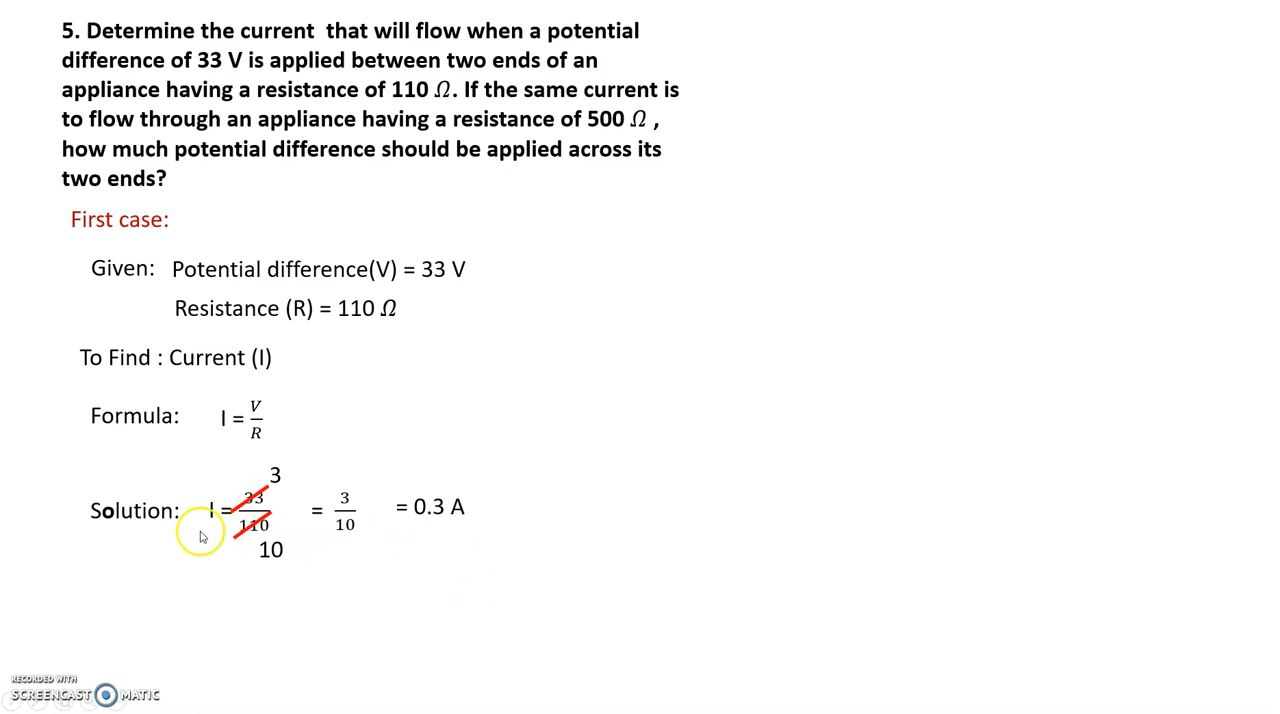 5. Determine the current that will flow when a potential
difference of 33 V is applied between two ends of an
appliance having a resistance of 110 Ω. If the same current is
to flow through an appliance having a resistance of 500 Ω ,
how much potential difference should be applied across its
two ends?
First case:
Given: Potential difference(V) = 33 V
Resistance (R) = 110 Ω
To Find : Current (I)
Formula: I = V/R
3
Solution: I = 33/110 = 3/10 = 0.3 A
10
RECORDED WITH
SCREENCAST MATIC